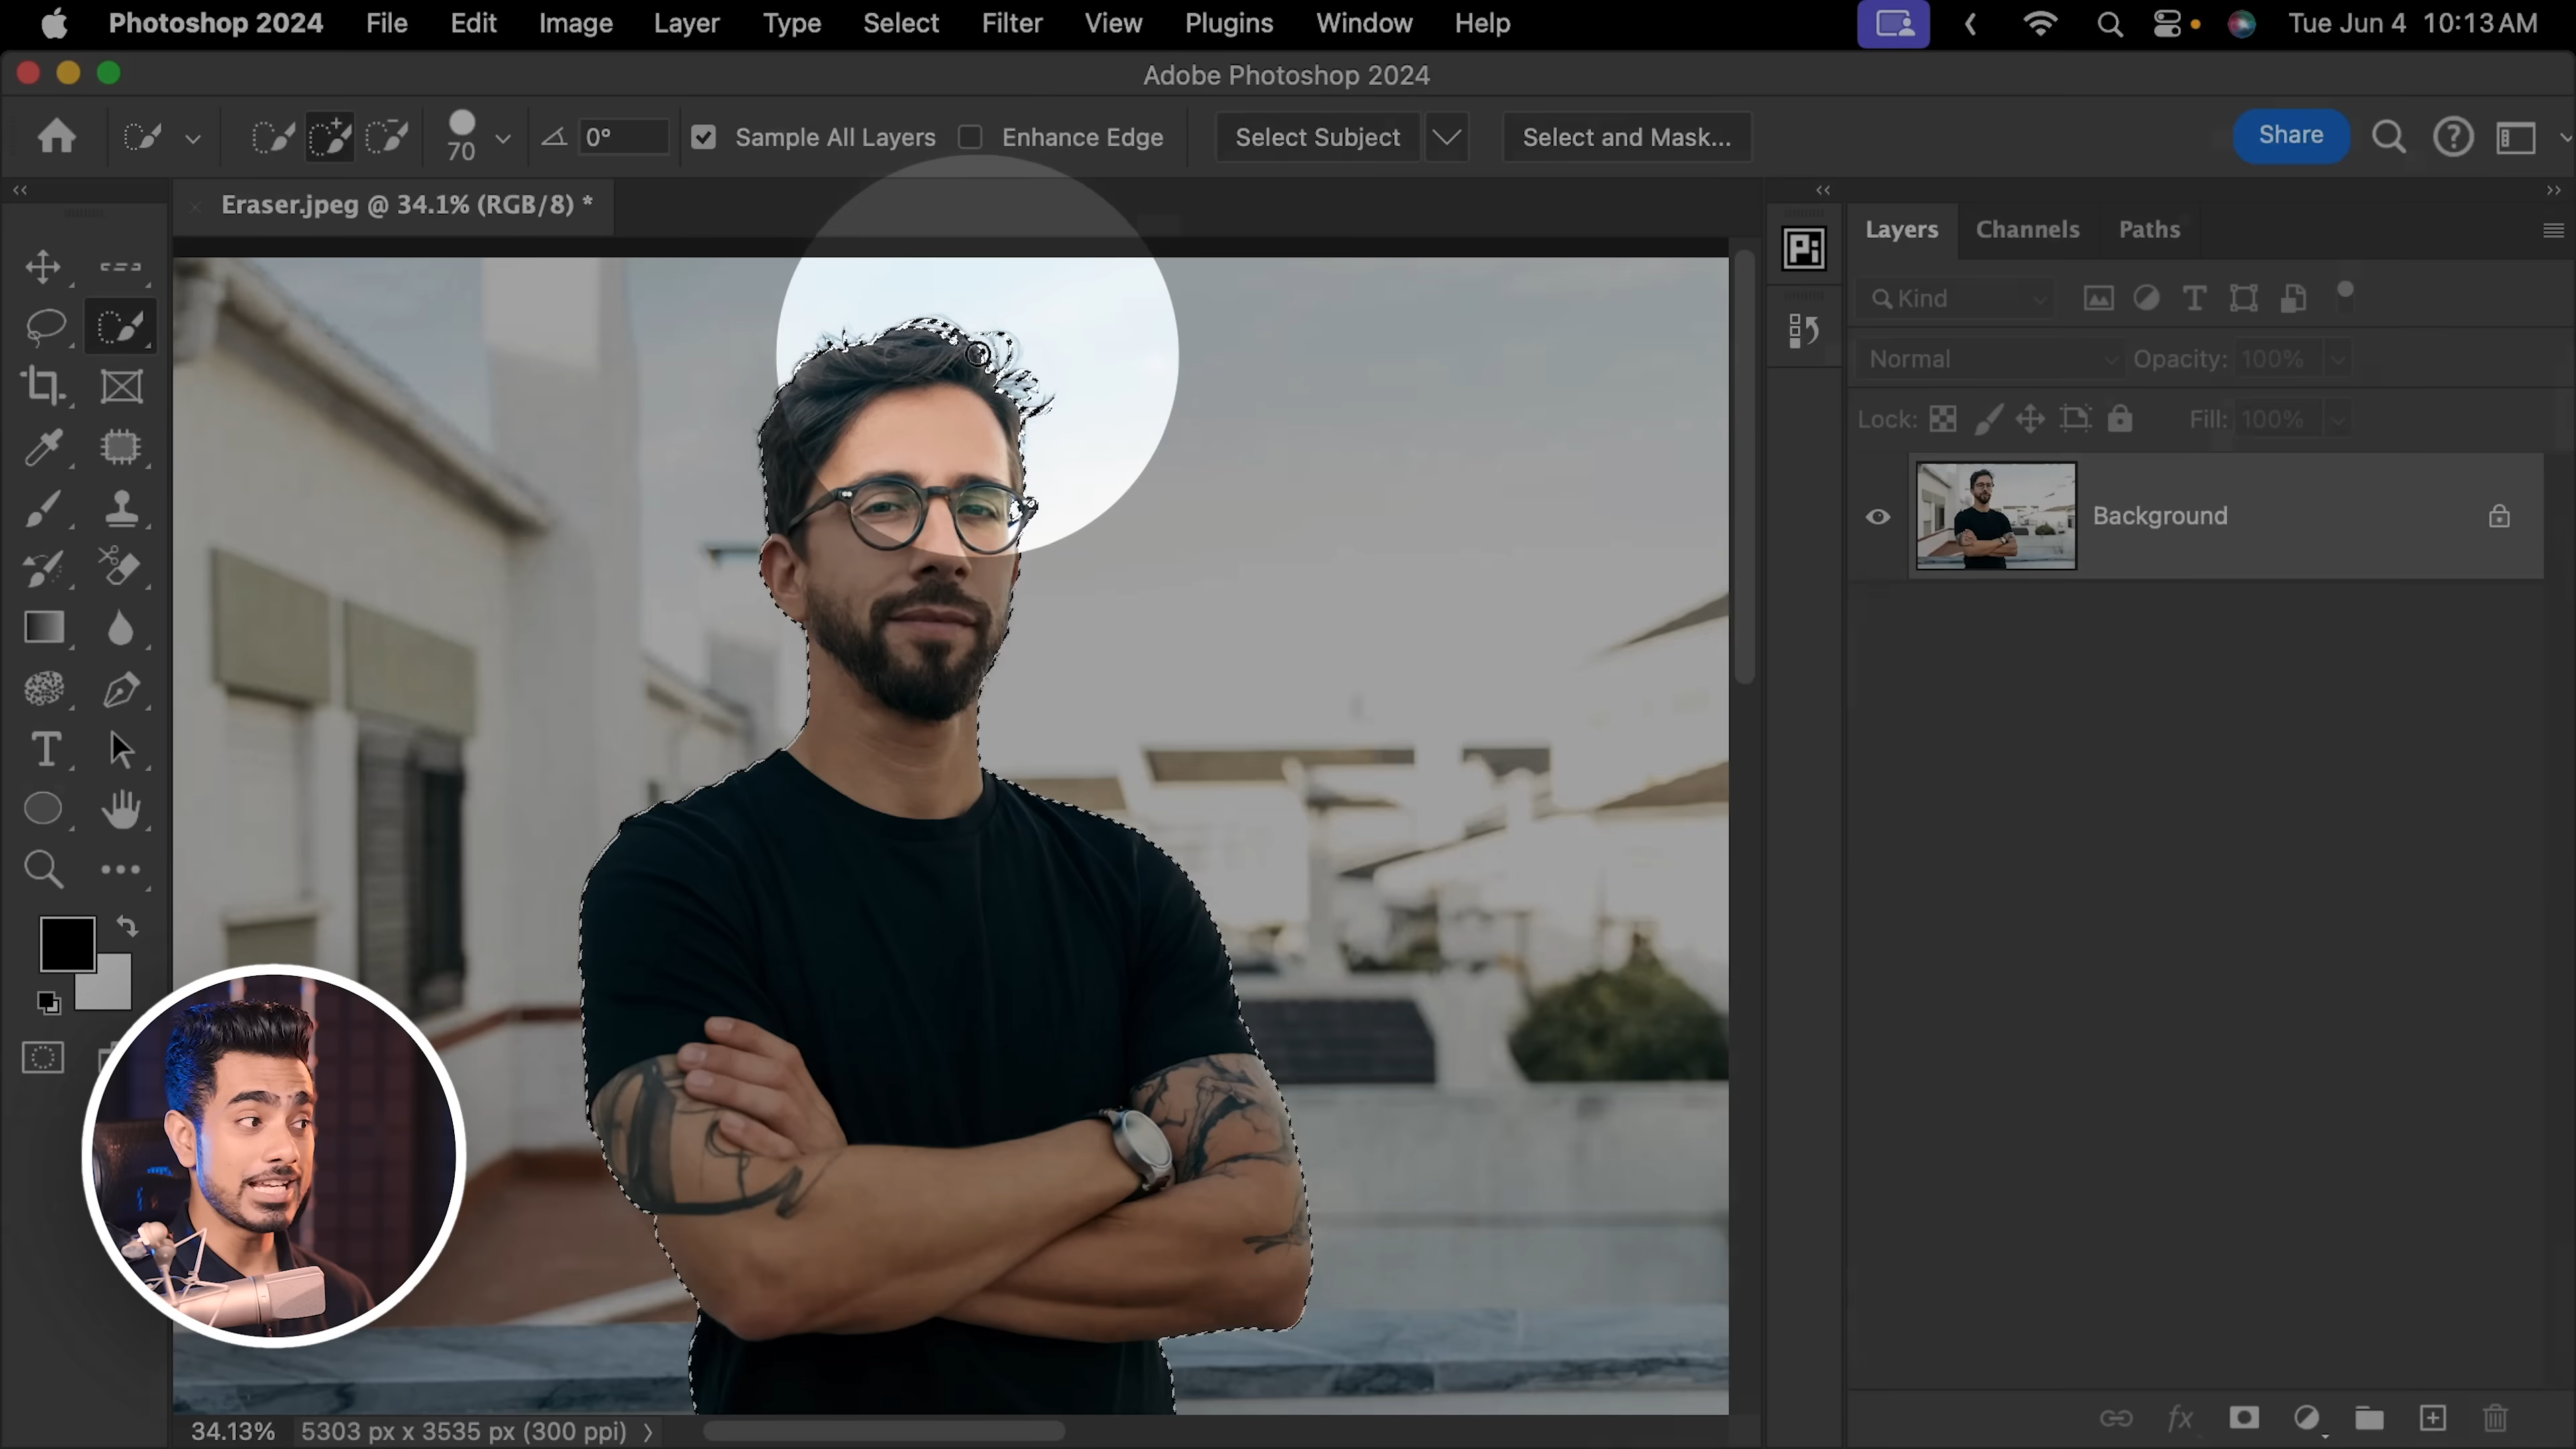 Photoshop 2024 File Edit Image Layer Type Select Filter View Plugins Window Help Tue Jun 4 10:13 AM
Adobe Photoshop 2024
70 0° Sample All Layers Enhance Edge Select Subject Select and Mask... Share
Eraser.jpeg @ 34.1% (RGB/8) *
Pi
Layers Channels Paths
Kind
Normal Opacity: 100%
Lock: Fill: 100%
Background
34.13% 5303 px x 3535 px (300 ppi)
fx